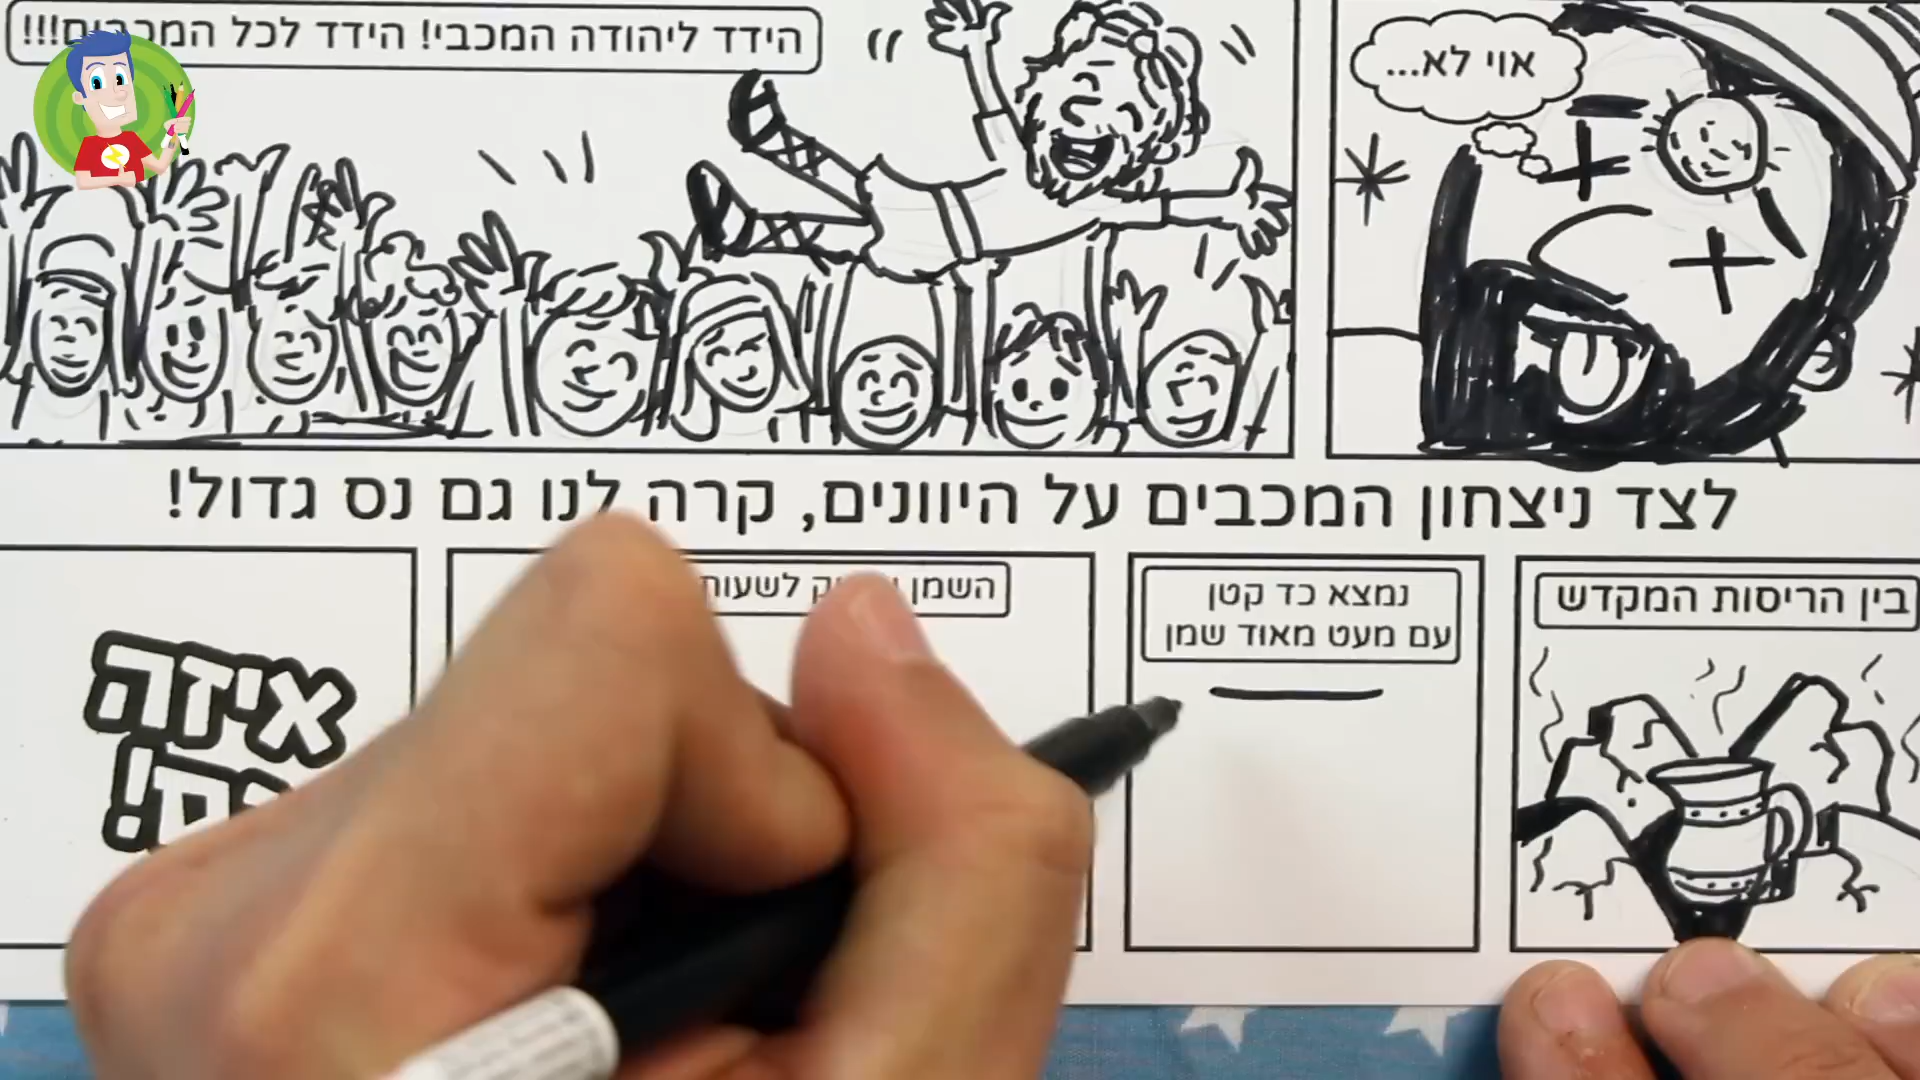 אוי לא...
הידד ליהודה המכבי! הידד לכל המכבים!!!
לצד ניצחון המכבים על היוונים, קרה לנו גם נס גדול!
בין הריסות המקדש
נמצא כד קטן
עם מעט מאוד שמן
השמן לשעות
איזה